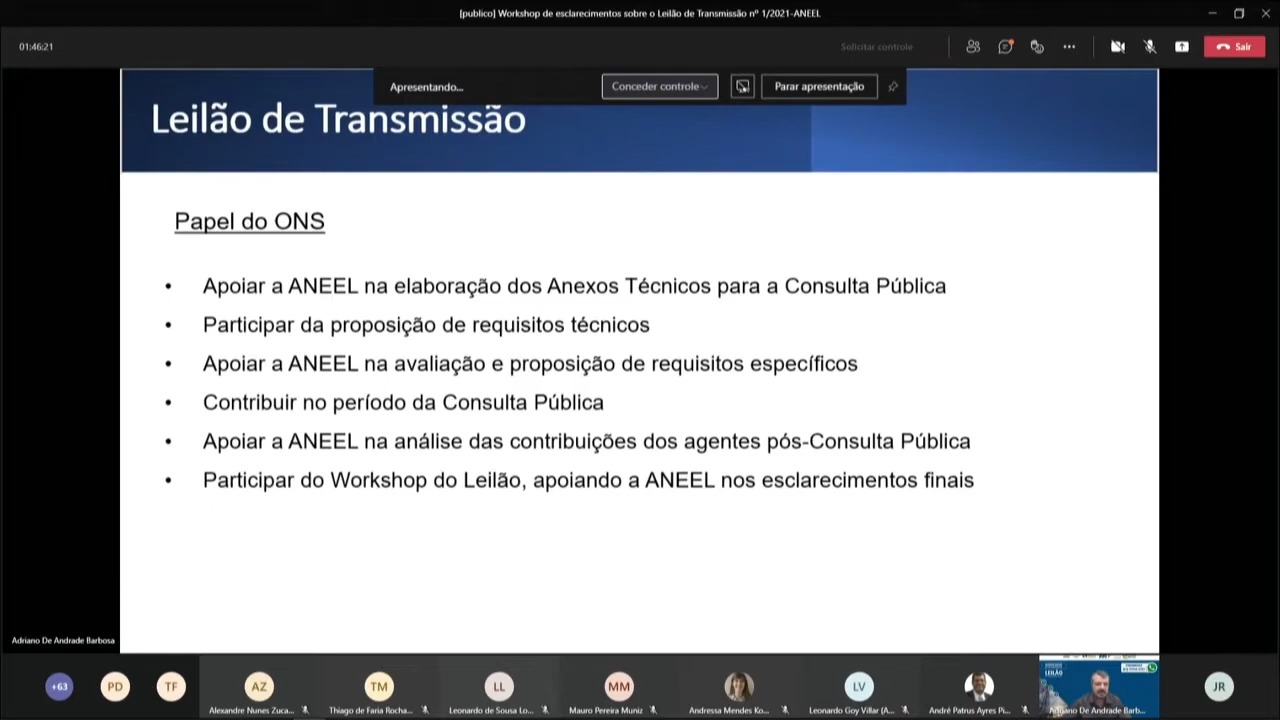 [publico] Workshop de esclarecimentos sobre o Leilão de Transmissão nº 1/2021-ANEEL
01:46:21
Solicitar controle
Sair
Apresentando...
Conceder controle
Parar apresentação
Leilão de Transmissão
Papel do ONS
• Apoiar a ANEEL na elaboração dos Anexos Técnicos para a Consulta Pública
• Participar da proposição de requisitos técnicos
• Apoiar a ANEEL na avaliação e proposição de requisitos específicos
• Contribuir no período da Consulta Pública
• Apoiar a ANEEL na análise das contribuições dos agentes pós-Consulta Pública
• Participar do Workshop do Leilão, apoiando a ANEEL nos esclarecimentos finais
Adriano De Andrade Barbosa
+63
PD
TF
AZ
TM
LL
MM
LV
LEILÃO
JR
Alexandre Nunes Zuca...
Thiago de Faria Rocha...
Leonardo de Sousa Lo...
Mauro Pereira Muniz
Andressa Mendes Ko...
Leonardo Goy Villar (A...
André Patrus Ayres Pi...
Adriano De Andrade Barb...